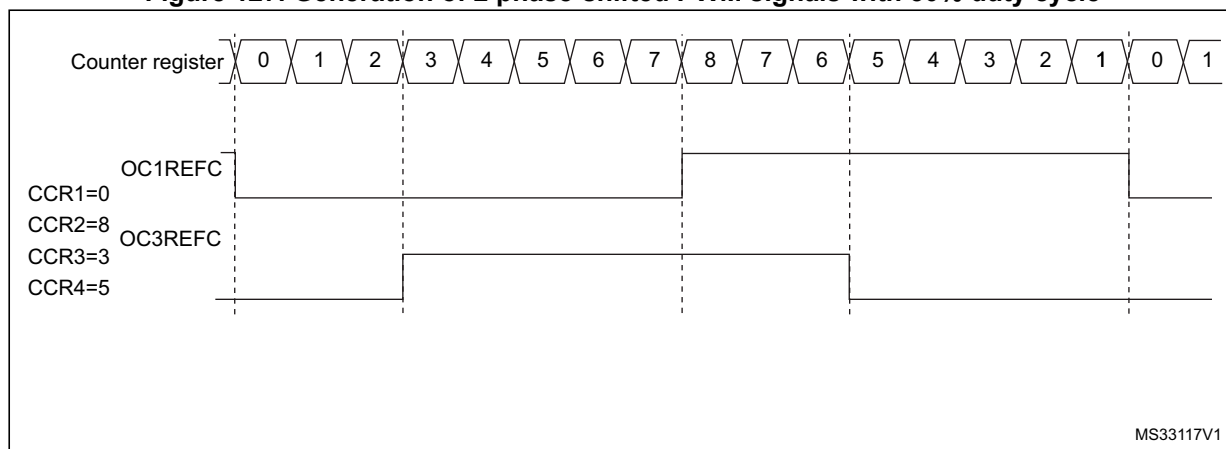 Figure 127. Generation of 2 phase-shifted PWM signals with 50% duty cycle
Counter register 0 1 2 3 4 5 6 7 8 7 6 5 4 3 2 1 0 1
OC1REFC
CCR1=0
CCR2=8
OC3REFC
CCR3=3
CCR4=5
MS33117V1